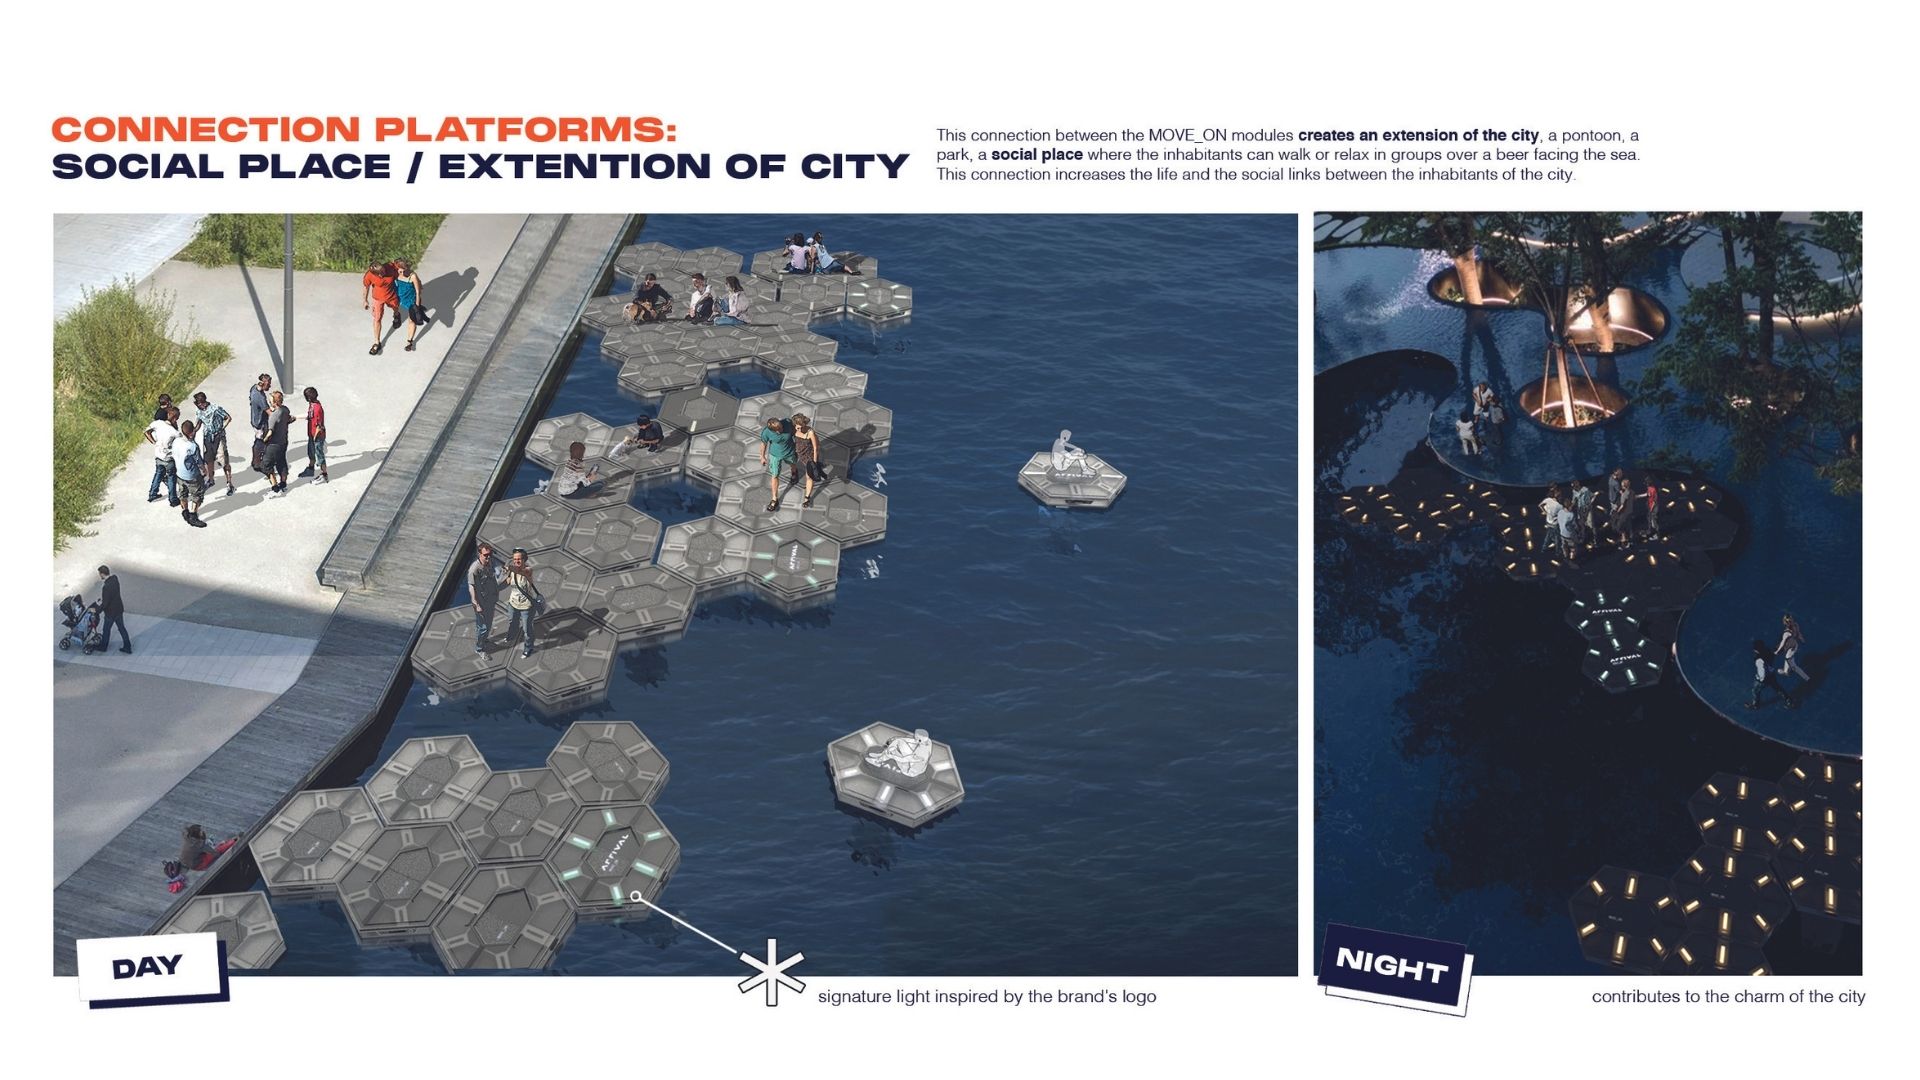 CONNECTION PLATFORMS:
SOCIAL PLACE / EXTENTION OF CITY
This connection between the MOVE_ON modules creates an extension of the city, a pontoon, a
park, a social place where the inhabitants can walk or relax in groups over a beer facing the sea.
This connection increases the life and the social links between the inhabitants of the city.
ARRIVAL
ARRIVAL
ARRIVAL
ARRIVAL
ARRIVAL
DAY
signature light inspired by the brand's logo
NIGHT
contributes to the charm of the city